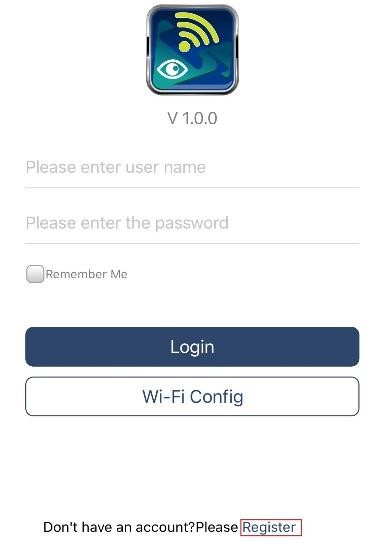 V 1.0.0
Please enter user name
Please enter the password
Remember Me
Login
Wi-Fi Config
Don't have an account?Please Register